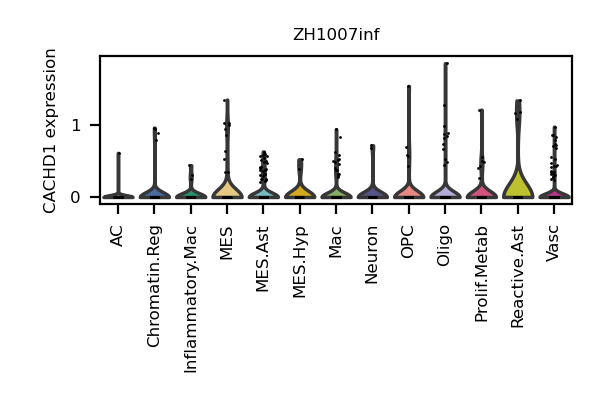 ZH1007inf
CACHD1 expression
1
0
AC
Chromatin.Reg
Inflammatory.Mac
MES
MES.Ast
MES.Hyp
Mac
Neuron
OPC
Oligo
Prolif.Metab
Reactive.Ast
Vasc